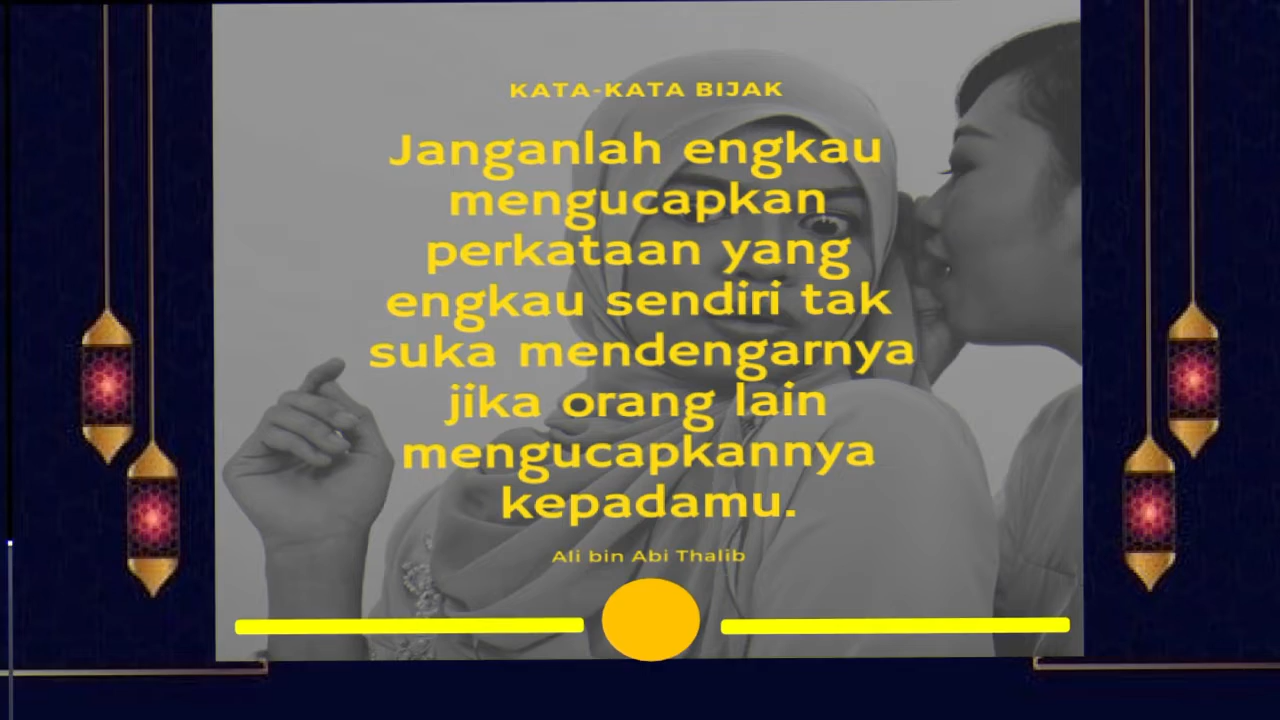 KATA-KATA BIJAK
Janganlah engkau
mengucapkan
perkataan yang
engkau sendiri tak
suka mendengarnya
jika orang lain
mengucapkannya
kepadamu.
Ali bin Abi Thalib